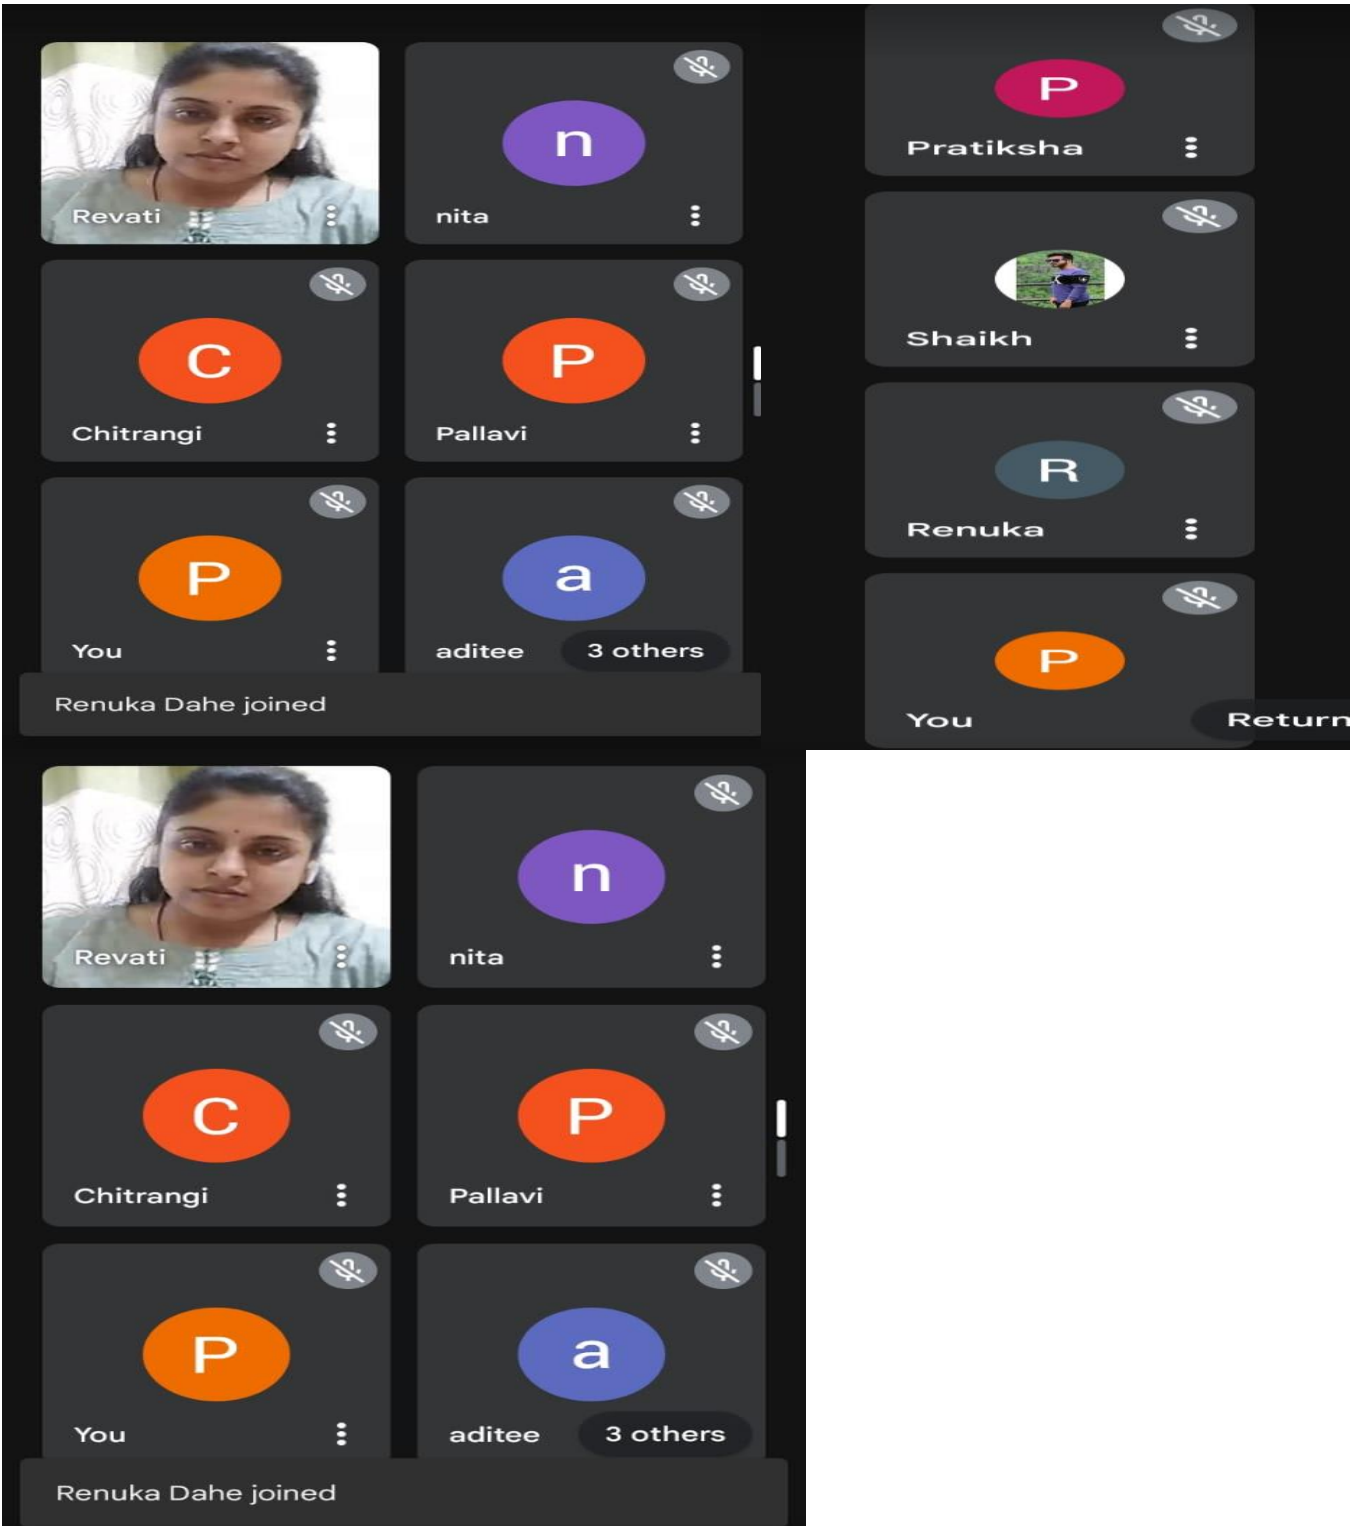 Revati
n
nita
C
Chitrangi
P
Pallavi
P
You
a
aditee 3 others
Renuka Dahe joined
P
Pratiksha
Shaikh
R
Renuka
P
You
Return
Revati
n
nita
C
Chitrangi
P
Pallavi
P
You
a
aditee 3 others
Renuka Dahe joined